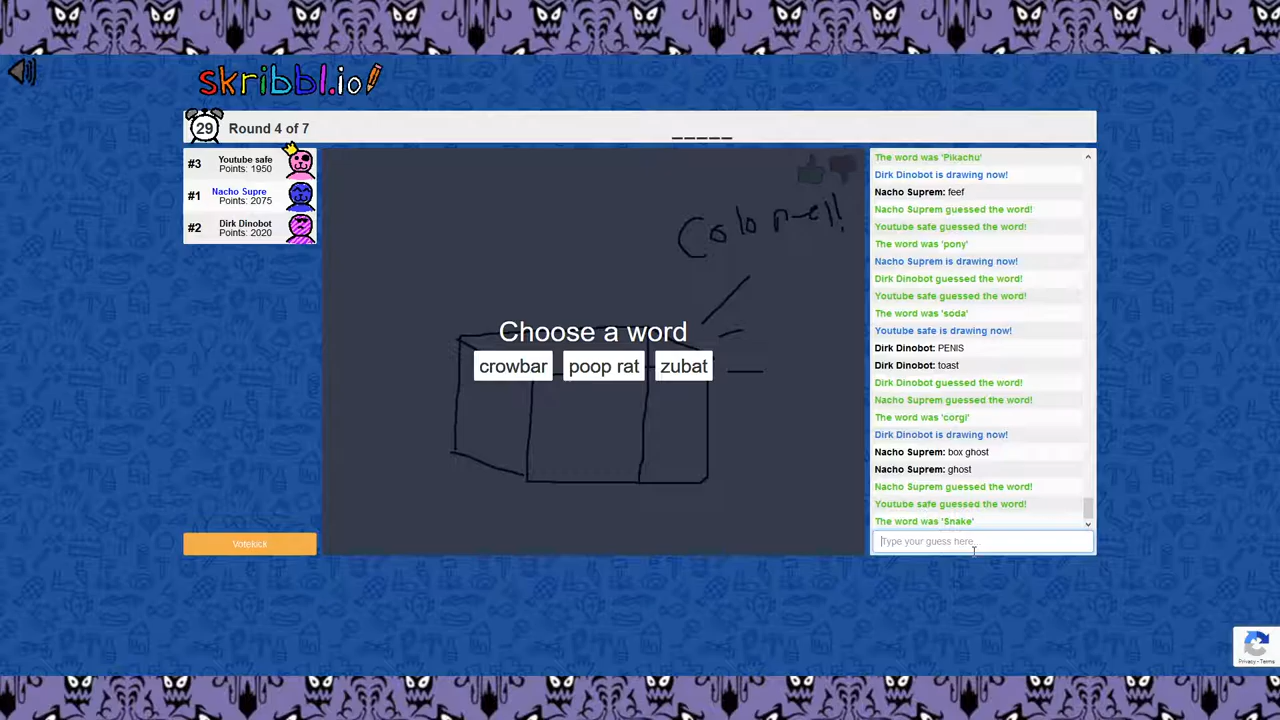 skribbl.io
29
Round 4 of 7
_____
#3
Youtube safe
Points: 1950
#1
Nacho Supre
Points: 2075
#2
Dirk Dinobot
Points: 2020
Votekick
Colonel!
Choose a word
crowbar
poop rat
zubat
The word was 'Pikachu'
Dirk Dinobot is drawing now!
Nacho Suprem: feef
Nacho Suprem guessed the word!
Youtube safe guessed the word!
The word was 'pony'
Nacho Suprem is drawing now!
Dirk Dinobot guessed the word!
Youtube safe guessed the word!
The word was 'soda'
Youtube safe is drawing now!
Dirk Dinobot: PENIS
Dirk Dinobot: toast
Dirk Dinobot guessed the word!
Nacho Suprem guessed the word!
The word was 'corgi'
Dirk Dinobot is drawing now!
Nacho Suprem: box ghost
Nacho Suprem: ghost
Nacho Suprem guessed the word!
Youtube safe guessed the word!
The word was 'Snake'
Type your guess here...
Privacy - Terms